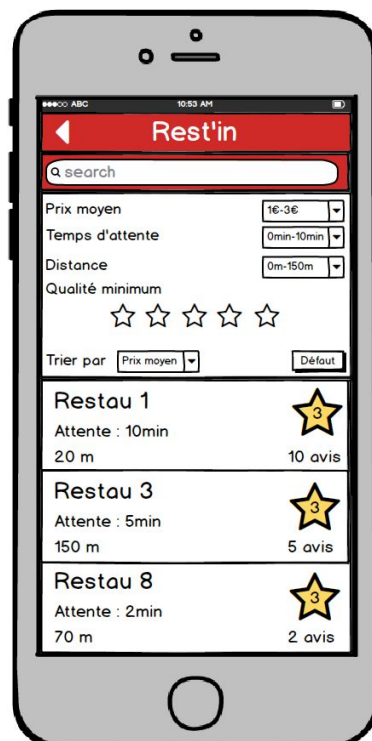 ABC 10:53 AM
Rest'in
search
Prix moyen 1€-3€
Temps d'attente 0min-10min
Distance 0m-150m
Qualité minimum
Trier par Prix moyen Défaut
Restau 1 3
Attente : 10min
20 m 10 avis
Restau 3 3
Attente : 5min
150 m 5 avis
Restau 8 3
Attente : 2min
70 m 2 avis